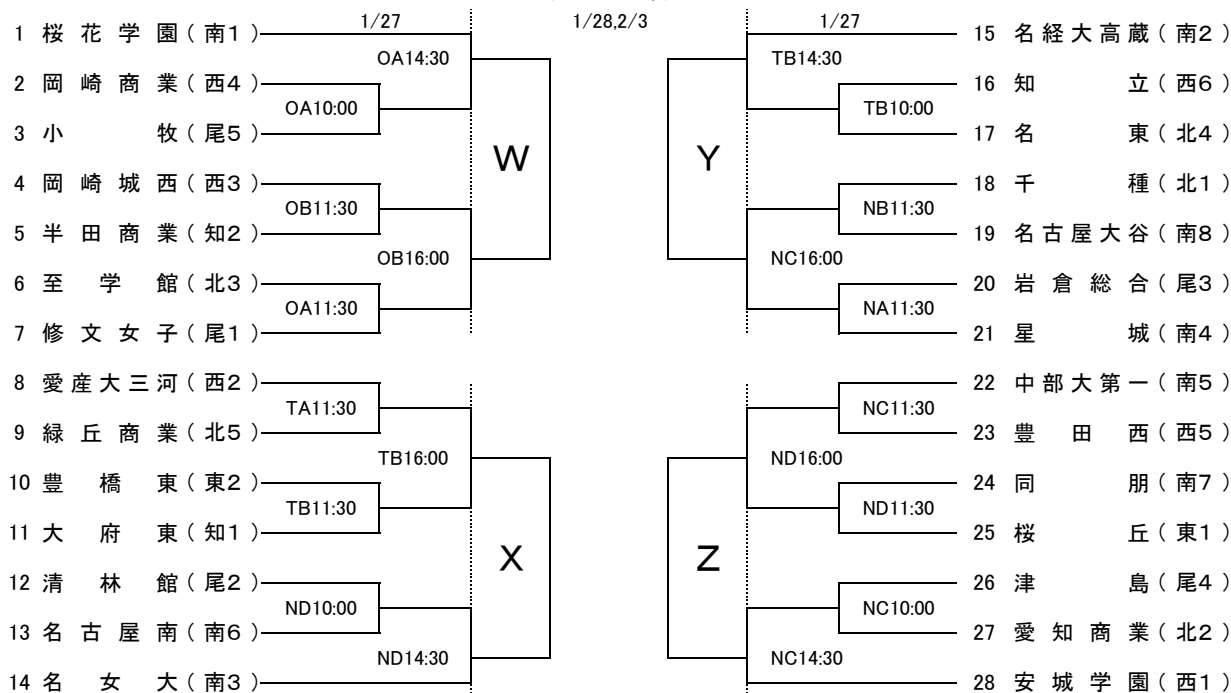 1/27 1/28,2/3 1/27
1 桜花学園(南1) 15 名経大高蔵(南2)
OA14:30 TB14:30
2 岡崎商業(西4) 16 知立(西6)
OA10:00 TB10:00
3 小牧(尾5) 17 名東(北4)
W Y
4 岡崎城西(西3) 18 千種(北1)
OB11:30 NB11:30
5 半田商業(知2) 19 名古屋大谷(南8)
OB16:00 NC16:00
6 至学館(北3) 20 岩倉総合(尾3)
OA11:30 NA11:30
7 修文女子(尾1) 21 星城(南4)
8 愛産大三河(西2) 22 中部大第一(南5)
TA11:30 NC11:30
9 緑丘商業(北5) 23 豊田西(西5)
TB16:00 ND16:00
10 豊橋東(東2) 24 同朋(南7)
TB11:30 ND11:30
11 大府東(知1) 25 桜丘(東1)
X Z
12 清林館(尾2) 26 津島(尾4)
ND10:00 NC10:00
13 名古屋南(南6) 27 愛知商業(北2)
ND14:30 NC14:30
14 名女大(南3) 28 安城学園(西1)